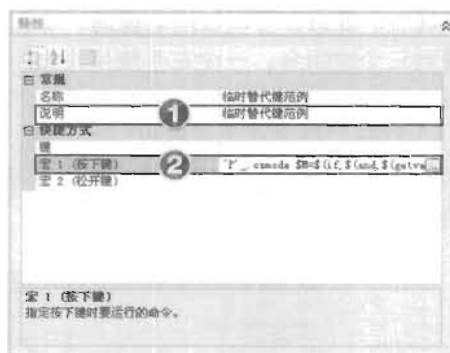 特性
常规
名称 临时替代键范例
说明 1 临时替代键范例
快捷方式
键
宏 1 (按下键) 2 ^P'_.osmode $M=$(if,$(and,$(getva
宏 2 (松开键)
宏 1 (按下键)
指定按下键时要运行的命令。